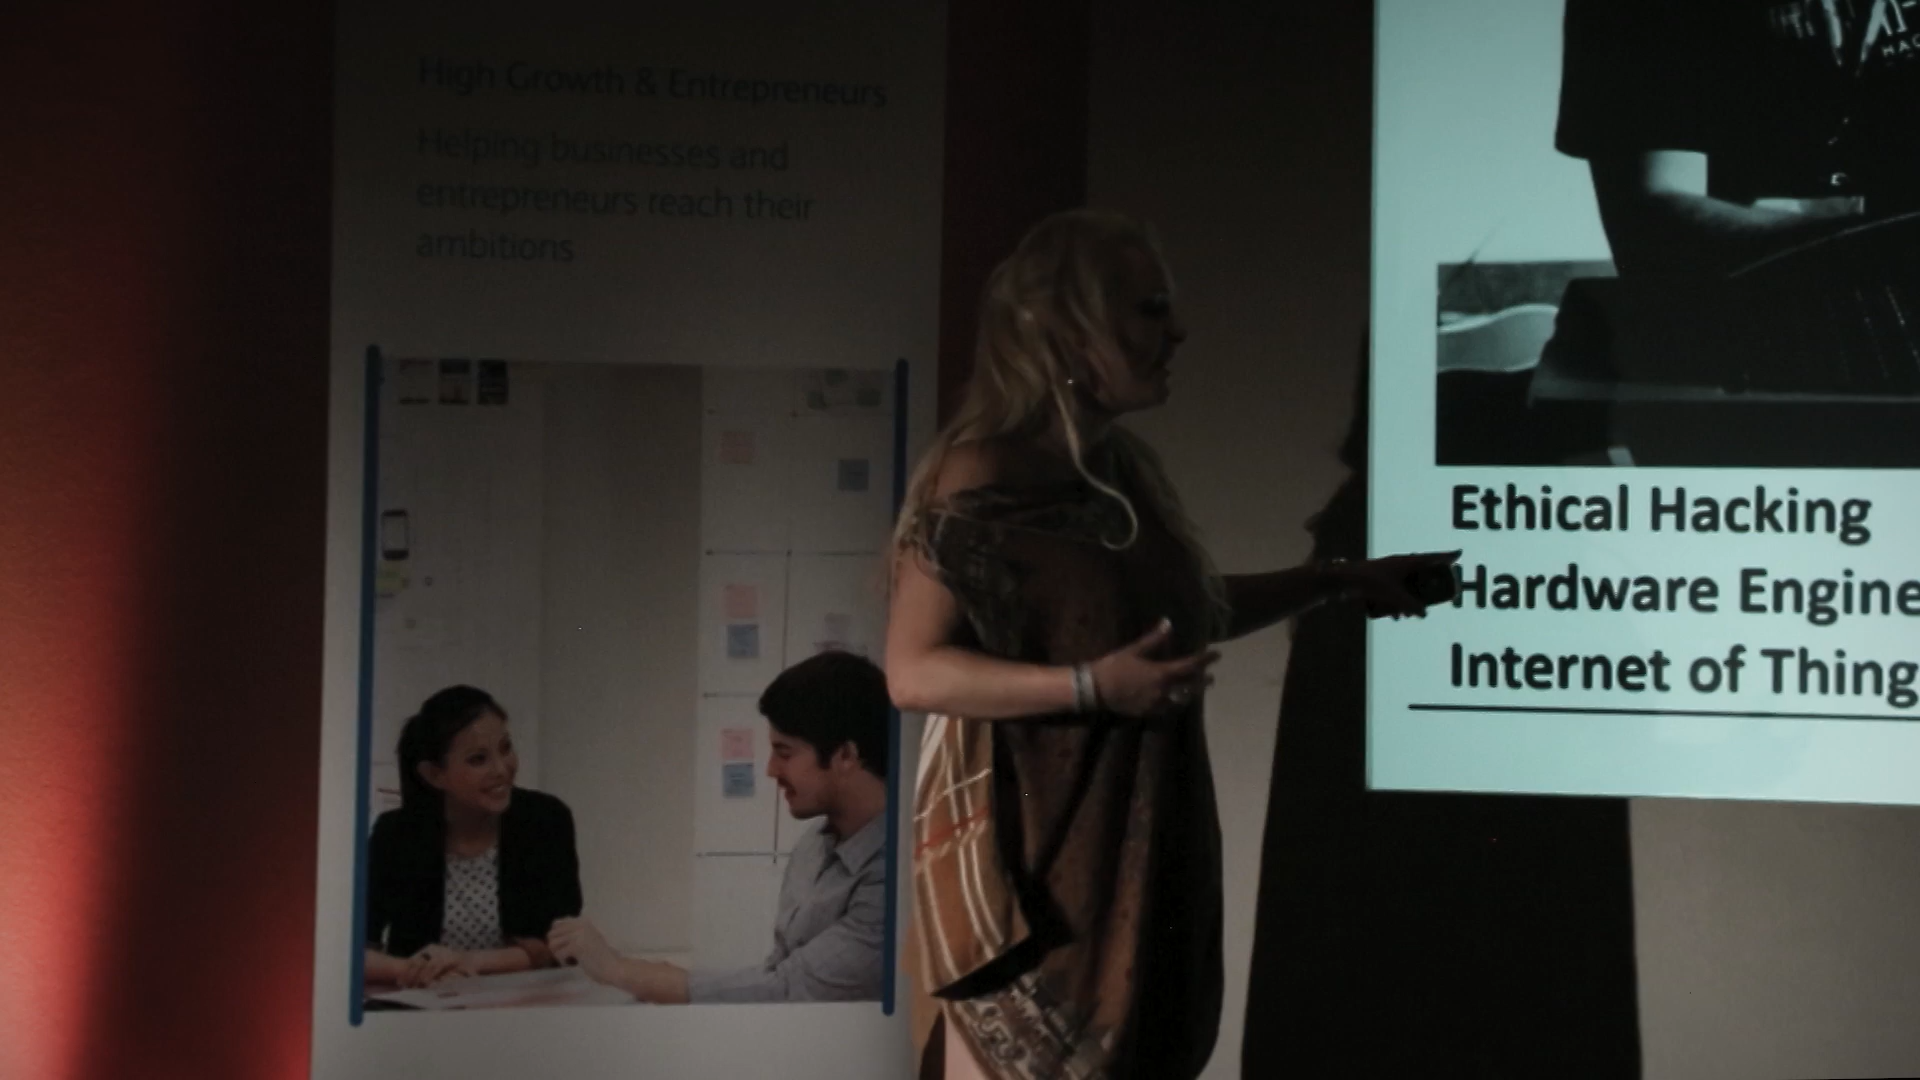 High Growth & Entrepreneurs
Helping businesses and
entrepreneurs reach their
ambitions
Ethical Hacking
Hardware Engine
Internet of Thing